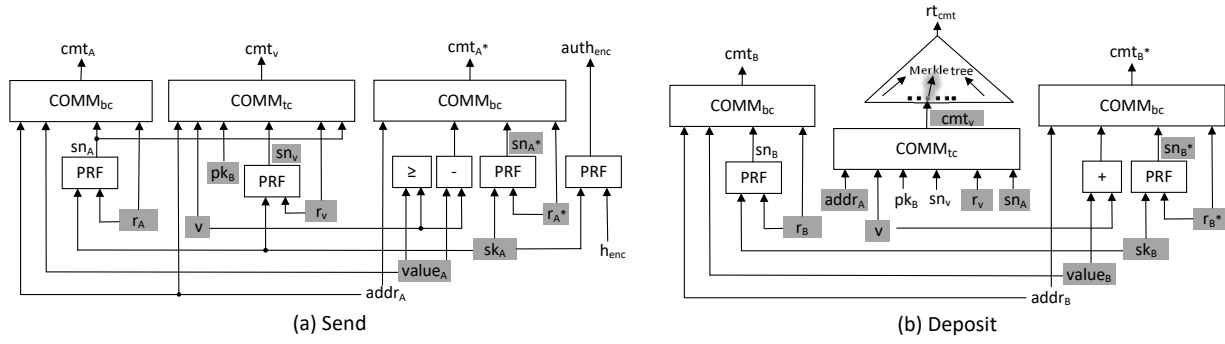 rt_cmt
cmt_A cmt_v cmt_A* auth_enc
cmt_B Merkle tree cmt_B*
COMM_bc COMM_tc COMM_bc
COMM_bc cmt_v COMM_bc
sn_A sn_v sn_A*
sn_B COMM_tc sn_B*
PRF pk_B PRF ≥ - PRF PRF
PRF addr_A pk_B sn_v r_v sn_A + PRF
r_A v r_v r_A*
r_B v r_B*
sk_A h_enc
sk_B
value_A
value_B
addr_A
addr_B
(a) Send
(b) Deposit